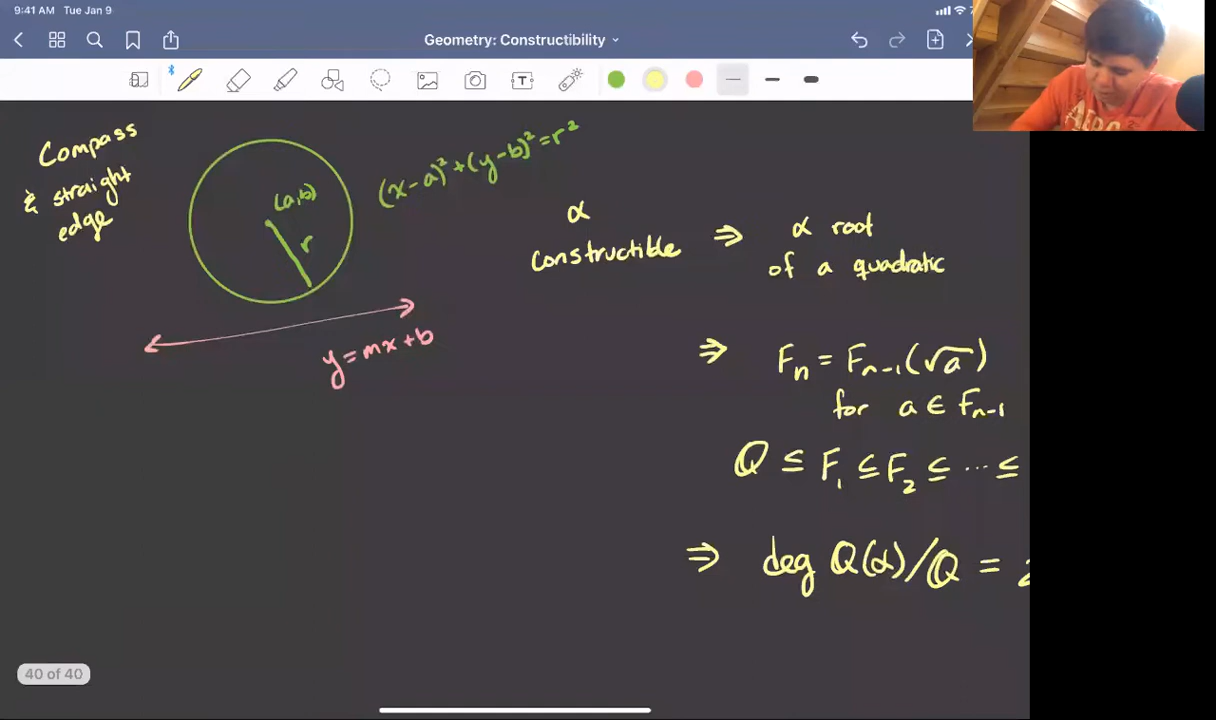 9:41 AM Tue Jan 9
Geometry: Constructibility
T
Compass
& straight
edge
(a,b)
r
(x-a)²+(y-b)²=r²
y=mx+b
α
constructible
⇒ α root
of a quadratic
⇒ Fₙ = Fₙ₋₁(√a)
for a ∈ Fₙ₋₁
Q ≤ F₁ ≤ F₂ ≤ ⋯ ≤
⇒ deg Q(α)/Q = 2
40 of 40